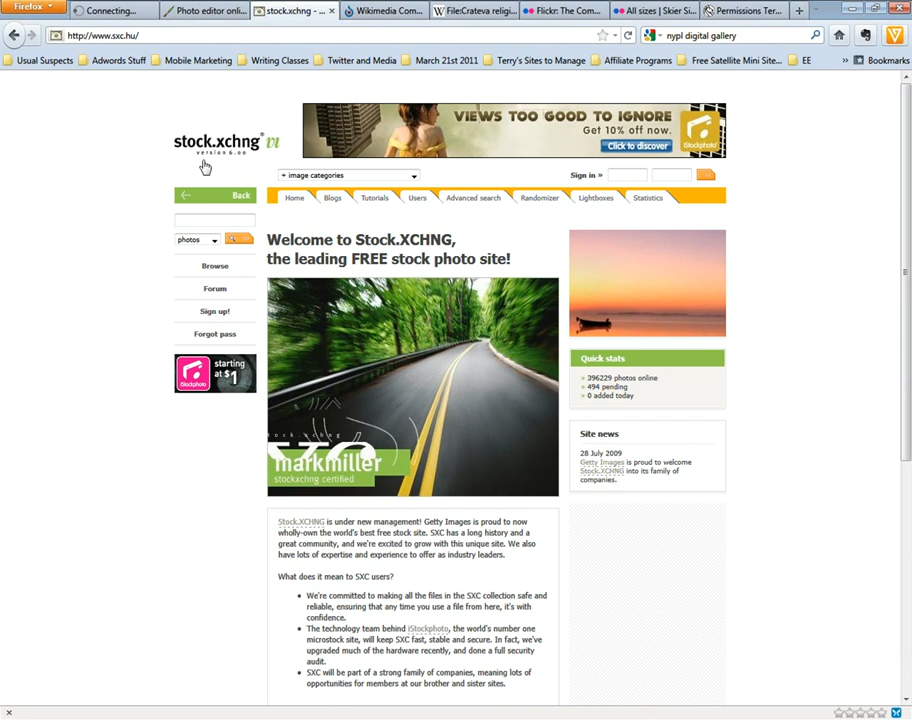 Firefox
Connecting...
Photo editor onli...
stock.xchng - ...
Wikimedia Com...
File:Crateva religi...
Flickr: The Com...
All sizes | Skier Si...
Permissions Ter...
http://www.sxc.hu/
nypl digital gallery
Usual Suspects
Adwords Stuff
Mobile Marketing
Writing Classes
Twitter and Media
March 21st 2011
Terry's Sites to Manage
Affiliate Programs
Free Satellite Mini Site...
EE
Bookmarks
VIEWS TOO GOOD TO IGNORE
Get 10% off now.
Click to discover
iStockphoto
stock.xchng® vi
version 6.00
+ image categories
Sign in »
Back
Home
Blogs
Tutorials
Users
Advanced search
Randomizer
Lightboxes
Statistics
photos
Browse
Forum
Sign up!
Forgot pass
iStockphoto
starting
at $1
Welcome to Stock.XCHNG,
the leading FREE stock photo site!
stock.xchng
markmiller
stockxchng certified
Quick stats
» 396229 photos online
» 494 pending
» 0 added today
Site news
28 July 2009
Getty Images is proud to welcome
Stock.XCHNG into its family of
companies.
Stock.XCHNG is under new management! Getty Images is proud to now
wholly-own the world's best free stock site. SXC has a long history and a
great community, and we're excited to grow with this unique site. We also
have lots of expertise and experience to offer as industry leaders.
What does it mean to SXC users?
• We're committed to making all the files in the SXC collection safe and
reliable, ensuring that any time you use a file from here, it's with
confidence.
• The technology team behind iStockphoto, the world's number one
microstock site, will keep SXC fast, stable and secure. In fact, we've
upgraded much of the hardware recently, and done a full security
audit.
• SXC will be part of a strong family of companies, meaning lots of
opportunities for members at our brother and sister sites.